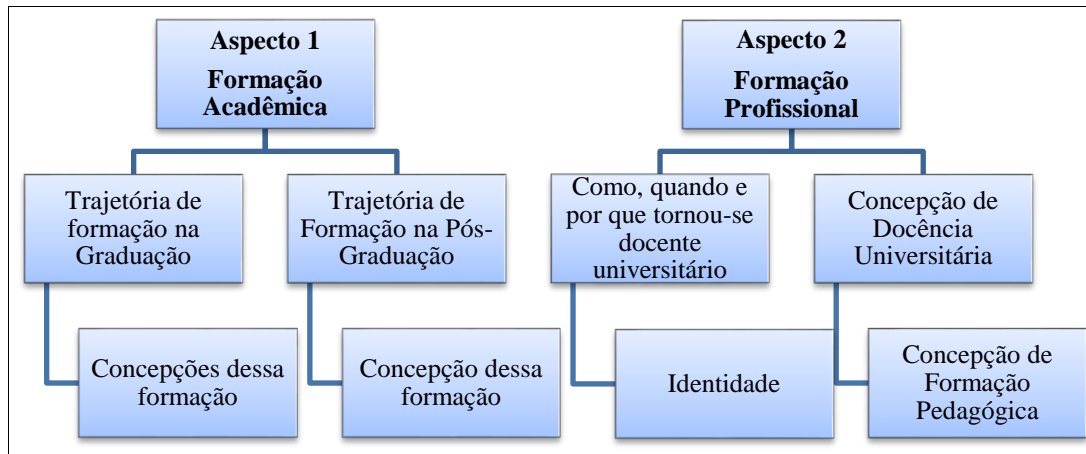 Aspecto 1
Formação
Acadêmica
Aspecto 2
Formação
Profissional
Trajetória de
formação na
Graduação
Trajetória de
Formação na Pós-
Graduação
Como, quando e
por que tornou-se
docente
universitário
Concepção de
Docência
Universitária
Concepções dessa
formação
Concepção dessa
formação
Identidade
Concepção de
Formação
Pedagógica